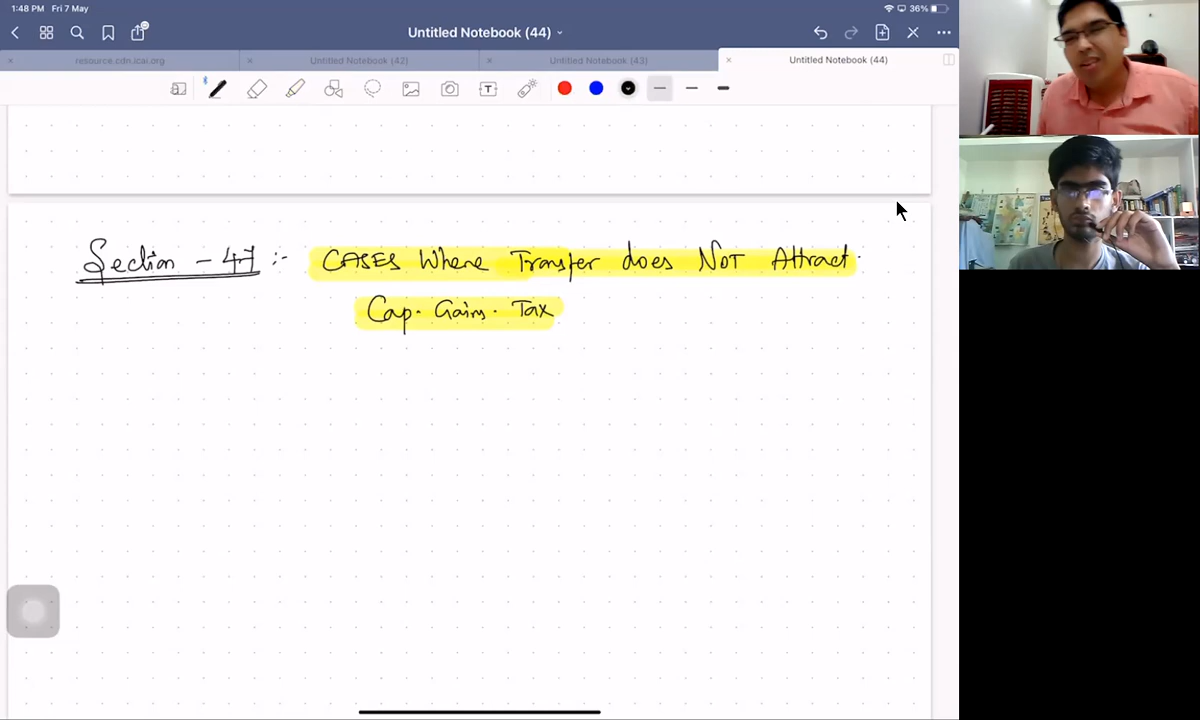 1:48 PM Fri 7 May
36%
Untitled Notebook (44)
resource.cdn.icai.org
Untitled Notebook (42)
Untitled Notebook (43)
Untitled Notebook (44)
T
Section - 47 :- CASES Where Transfer does NOT Attract.
Cap. Gains. Tax